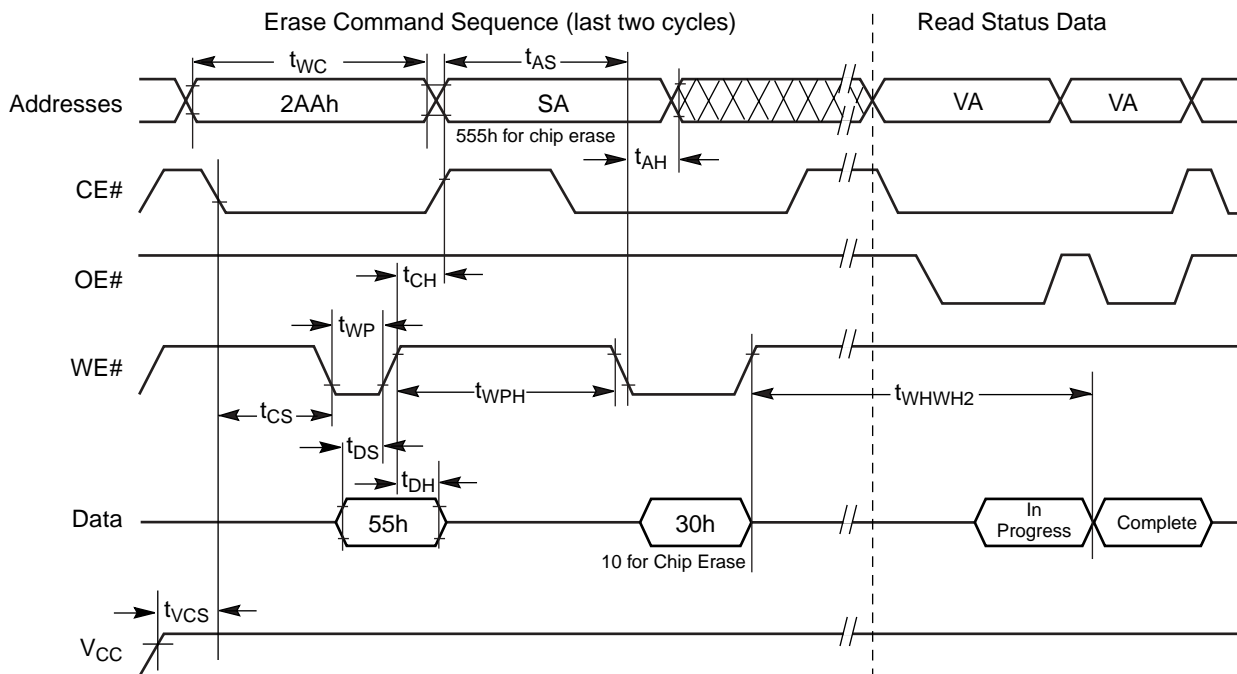 Erase Command Sequence (last two cycles)
Read Status Data
tWC
tAS
Addresses
2AAh
SA
VA
VA
555h for chip erase
tAH
CE#
OE#
tCH
tWP
WE#
tWPH
tWHWH2
tCS
tDS
tDH
Data
55h
30h
In
Progress
Complete
10 for Chip Erase
tVCS
VCC